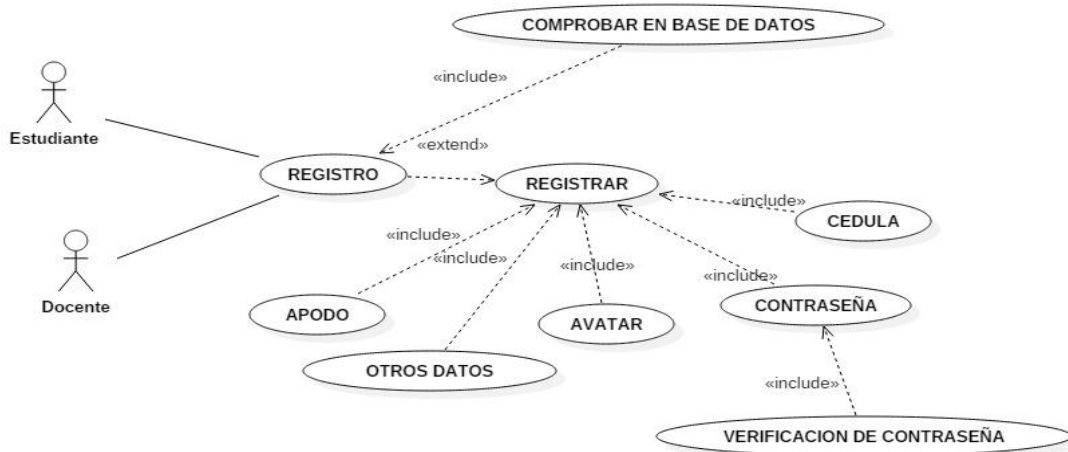 COMPROBAR EN BASE DE DATOS
«include»
Estudiante
«extend»
REGISTRO
REGISTRAR
«include»
CEDULA
«include»
«include»
«include»
«include»
Docente
APODO
AVATAR
CONTRASEÑA
OTROS DATOS
«include»
VERIFICACION DE CONTRASEÑA